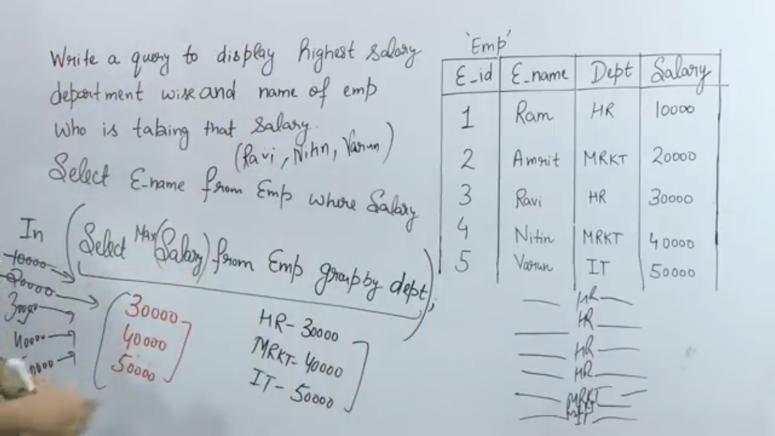 Write a query to display highest salary
department wise and name of emp
who is taking that salary.
(Ravi, Nitin, Varun)
Select E-name from Emp where Salary
In (Select Max(Salary) from Emp group by dept);
10000
20000
30000
40000
30000
40000
50000
HR- 30000
MRKT- 40000
IT- 50000
'Emp'
E_id E_name Dept Salary
1 Ram HR 10000
2 Amrit MRKT 20000
3 Ravi HR 30000
4 Nitin MRKT 40000
5 Varun IT 50000
HR
HR
HR
HR
MRKT
IT